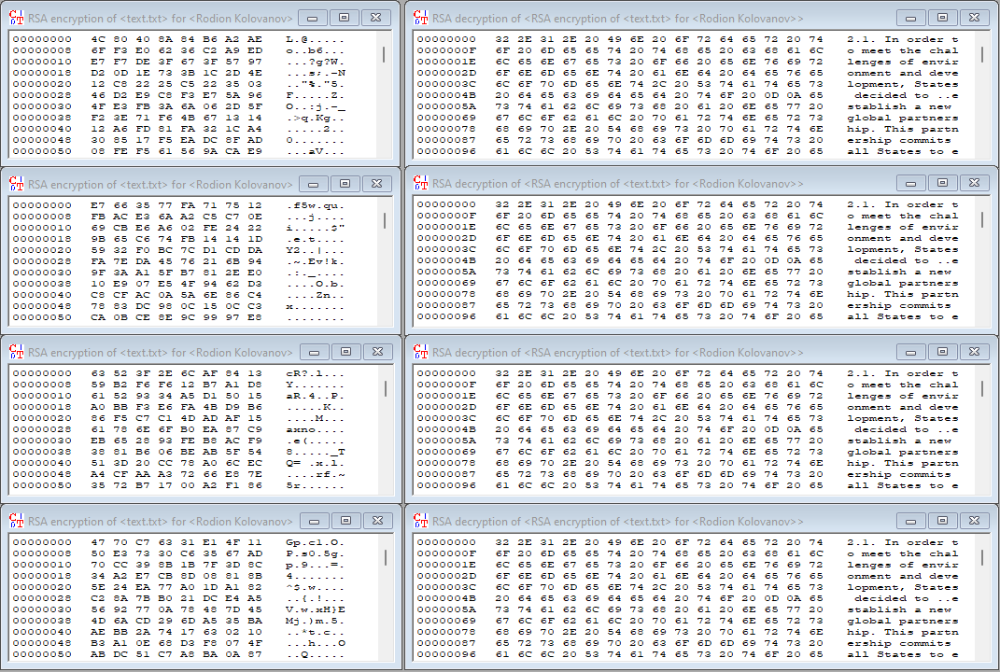 RSA encryption of <text.txt> for <Rodion Kolovanov>
00000000 4C 80 40 8A 84 B6 A2 AE L.@.....
00000008 6F F3 E0 62 36 C2 A9 ED o..b6...
00000010 E7 F7 DE 3F 67 3F 57 97 ...?g?W.
00000018 D2 0D 1E 73 3B 1C 2D 4E ...s;.-N
00000020 12 C8 22 25 C5 22 35 03 .."%."5.
00000028 46 D2 E9 C8 F3 E7 5A 96 F.....Z.
00000030 4F E3 FB 3A 6A 06 2D 5F O..:j.-_
00000038 F2 3E 71 F6 4B 67 13 14 .>q.Kg..
00000040 12 A6 FD 81 FA 32 1C A4 .....2..
00000048 30 85 17 F5 EA DC 8F AD 0.......
00000050 08 FE F5 61 56 9A CA E9 ...aV...
RSA decryption of <RSA encryption of <text.txt> for <Rodion Kolovanov>>
00000000 32 2E 31 2E 20 49 6E 20 6F 72 64 65 72 20 74 2.1. In order t
0000000F 6F 20 6D 65 65 74 20 74 68 65 20 63 68 61 6C o meet the chal
0000001E 6C 65 6E 67 65 73 20 6F 66 20 65 6E 76 69 72 lenges of envir
0000002D 6F 6E 6D 65 6E 74 20 61 6E 64 20 64 65 76 65 onment and deve
0000003C 6C 6F 70 6D 65 6E 74 2C 20 53 74 61 74 65 73 lopment, States
0000004B 20 64 65 63 69 64 65 64 20 74 6F 20 0D 0A 65 decided to ..e
0000005A 73 74 61 62 6C 69 73 68 20 61 20 6E 65 77 20 stablish a new
00000069 67 6C 6F 62 61 6C 20 70 61 72 74 6E 65 72 73 global partners
00000078 68 69 70 2E 20 54 68 69 73 20 70 61 72 74 6E hip. This partn
00000087 65 72 73 68 69 70 20 63 6F 6D 6D 69 74 73 20 ership commits
00000096 61 6C 6C 20 53 74 61 74 65 73 20 74 6F 20 65 all States to e
RSA encryption of <text.txt> for <Rodion Kolovanov>
00000000 E7 66 35 77 FA 71 75 12 .f5w.qu.
00000008 FB AC E3 6A A2 C5 C7 0E ...j....
00000010 69 CB E6 A6 02 FE 24 22 i.....$"
00000018 9B 65 C6 74 FB 14 14 1D .e.t....
00000020 59 32 F0 BC 7C D1 CD DA Y2..|...
00000028 FA 7E DA 45 76 21 6B 94 .~.Ev!k.
00000030 9F 3A A1 5F B7 81 2E E0 .:._....
00000038 10 E9 07 E5 4F 94 62 D3 ....O.b.
00000040 C8 CF AC 0A 5A 6E 86 C4 ....Zn..
00000048 78 83 DC 98 0C 15 0C C3 x.......
00000050 CA 0B CE 8E 9C 99 97 E8 ........
RSA decryption of <RSA encryption of <text.txt> for <Rodion Kolovanov>>
00000000 32 2E 31 2E 20 49 6E 20 6F 72 64 65 72 20 74 2.1. In order t
0000000F 6F 20 6D 65 65 74 20 74 68 65 20 63 68 61 6C o meet the chal
0000001E 6C 65 6E 67 65 73 20 6F 66 20 65 6E 76 69 72 lenges of envir
0000002D 6F 6E 6D 65 6E 74 20 61 6E 64 20 64 65 76 65 onment and deve
0000003C 6C 6F 70 6D 65 6E 74 2C 20 53 74 61 74 65 73 lopment, States
0000004B 20 64 65 63 69 64 65 64 20 74 6F 20 0D 0A 65 decided to ..e
0000005A 73 74 61 62 6C 69 73 68 20 61 20 6E 65 77 20 stablish a new
00000069 67 6C 6F 62 61 6C 20 70 61 72 74 6E 65 72 73 global partners
00000078 68 69 70 2E 20 54 68 69 73 20 70 61 72 74 6E hip. This partn
00000087 65 72 73 68 69 70 20 63 6F 6D 6D 69 74 73 20 ership commits
00000096 61 6C 6C 20 53 74 61 74 65 73 20 74 6F 20 65 all States to e
RSA encryption of <text.txt> for <Rodion Kolovanov>
00000000 63 52 3F 2E 6C AF 84 13 cR?.l...
00000008 59 B2 F6 F6 12 B7 A1 D8 Y.......
00000010 61 52 93 34 A5 D1 50 15 aR.4..P.
00000018 A0 BB F3 E6 FA 4B D9 B6 .....K..
00000020 86 F5 C7 C1 4D AD AF 15 ....M...
00000028 61 78 6E 6F B0 EA 87 C9 axno....
00000030 EB 65 28 93 FE B8 AC F9 .e(.....
00000038 38 81 B6 06 BE AB 5F 54 8....._T
00000040 51 3D 20 CC 78 A0 6C EC Q= .x.l.
00000048 A4 CF AA A3 72 66 E8 7E ....rf.~
00000050 35 72 B7 17 00 A2 F1 86 5r......
RSA decryption of <RSA encryption of <text.txt> for <Rodion Kolovanov>>
00000000 32 2E 31 2E 20 49 6E 20 6F 72 64 65 72 20 74 2.1. In order t
0000000F 6F 20 6D 65 65 74 20 74 68 65 20 63 68 61 6C o meet the chal
0000001E 6C 65 6E 67 65 73 20 6F 66 20 65 6E 76 69 72 lenges of envir
0000002D 6F 6E 6D 65 6E 74 20 61 6E 64 20 64 65 76 65 onment and deve
0000003C 6C 6F 70 6D 65 6E 74 2C 20 53 74 61 74 65 73 lopment, States
0000004B 20 64 65 63 69 64 65 64 20 74 6F 20 0D 0A 65 decided to ..e
0000005A 73 74 61 62 6C 69 73 68 20 61 20 6E 65 77 20 stablish a new
00000069 67 6C 6F 62 61 6C 20 70 61 72 74 6E 65 72 73 global partners
00000078 68 69 70 2E 20 54 68 69 73 20 70 61 72 74 6E hip. This partn
00000087 65 72 73 68 69 70 20 63 6F 6D 6D 69 74 73 20 ership commits
00000096 61 6C 6C 20 53 74 61 74 65 73 20 74 6F 20 65 all States to e
RSA encryption of <text.txt> for <Rodion Kolovanov>
00000000 47 70 C7 63 31 E1 4F 11 Gp.c1.O.
00000008 50 E3 73 30 C6 35 67 AD P.s0.5g.
00000010 70 CC 39 8B 1B 7F 3D 8C p.9...=.
00000018 34 A2 E7 CB 8D 08 81 8B 4.......
00000020 5E 24 EA 77 A0 1D A1 82 ^$.w....
00000028 C2 8A 7B B0 21 DC E4 A5 ..{.!...
00000030 56 92 77 0A 78 48 7D 45 V.w.xH}E
00000038 4D 6A CD 29 6D A5 35 BA Mj.)m.5.
00000040 AE BB 2A 74 17 63 02 10 ..*t.c..
00000048 B3 A1 0E 68 D3 F8 07 4F ...h...O
00000050 AB DC 51 C7 A8 BA 0A 87 ..Q.....
RSA decryption of <RSA encryption of <text.txt> for <Rodion Kolovanov>>
00000000 32 2E 31 2E 20 49 6E 20 6F 72 64 65 72 20 74 2.1. In order t
0000000F 6F 20 6D 65 65 74 20 74 68 65 20 63 68 61 6C o meet the chal
0000001E 6C 65 6E 67 65 73 20 6F 66 20 65 6E 76 69 72 lenges of envir
0000002D 6F 6E 6D 65 6E 74 20 61 6E 64 20 64 65 76 65 onment and deve
0000003C 6C 6F 70 6D 65 6E 74 2C 20 53 74 61 74 65 73 lopment, States
0000004B 20 64 65 63 69 64 65 64 20 74 6F 20 0D 0A 65 decided to ..e
0000005A 73 74 61 62 6C 69 73 68 20 61 20 6E 65 77 20 stablish a new
00000069 67 6C 6F 62 61 6C 20 70 61 72 74 6E 65 72 73 global partners
00000078 68 69 70 2E 20 54 68 69 73 20 70 61 72 74 6E hip. This partn
00000087 65 72 73 68 69 70 20 63 6F 6D 6D 69 74 73 20 ership commits
00000096 61 6C 6C 20 53 74 61 74 65 73 20 74 6F 20 65 all States to e